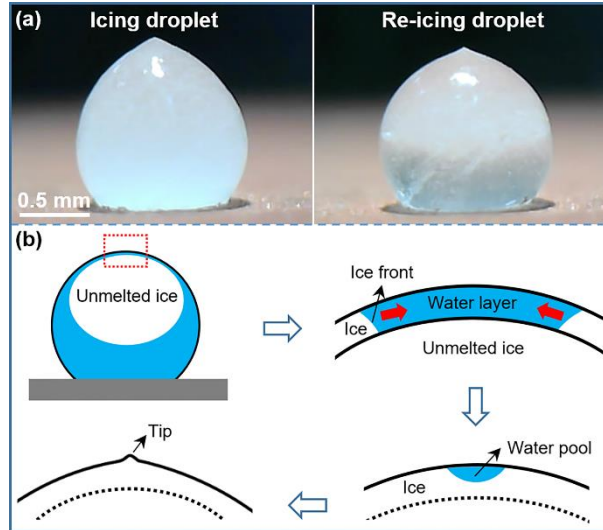 (a)
Icing droplet
Re-icing droplet
0.5 mm
(b)
Unmelted ice
Ice front
Water layer
Ice
Unmelted ice
Tip
Water pool
Ice